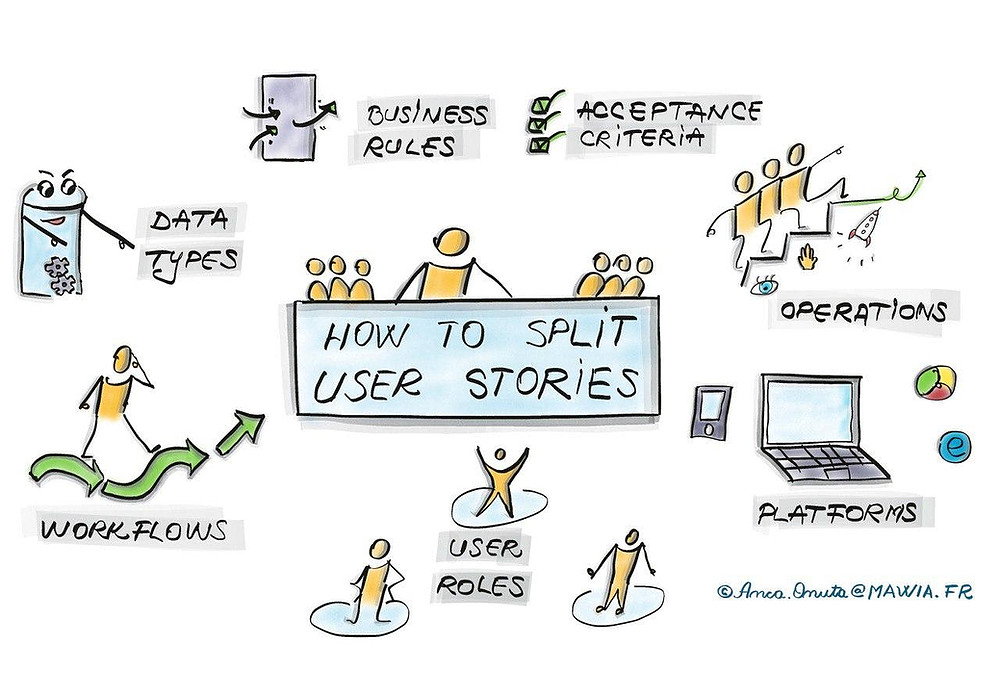 BUSINESS
RULES
ACCEPTANCE
CRITERIA
DATA
TYPES
HOW TO SPLIT
USER STORIES
OPERATIONS
WORKFLOWS
USER
ROLES
PLATFORMS
e
©Anca.Onuta@MAWIA.FR